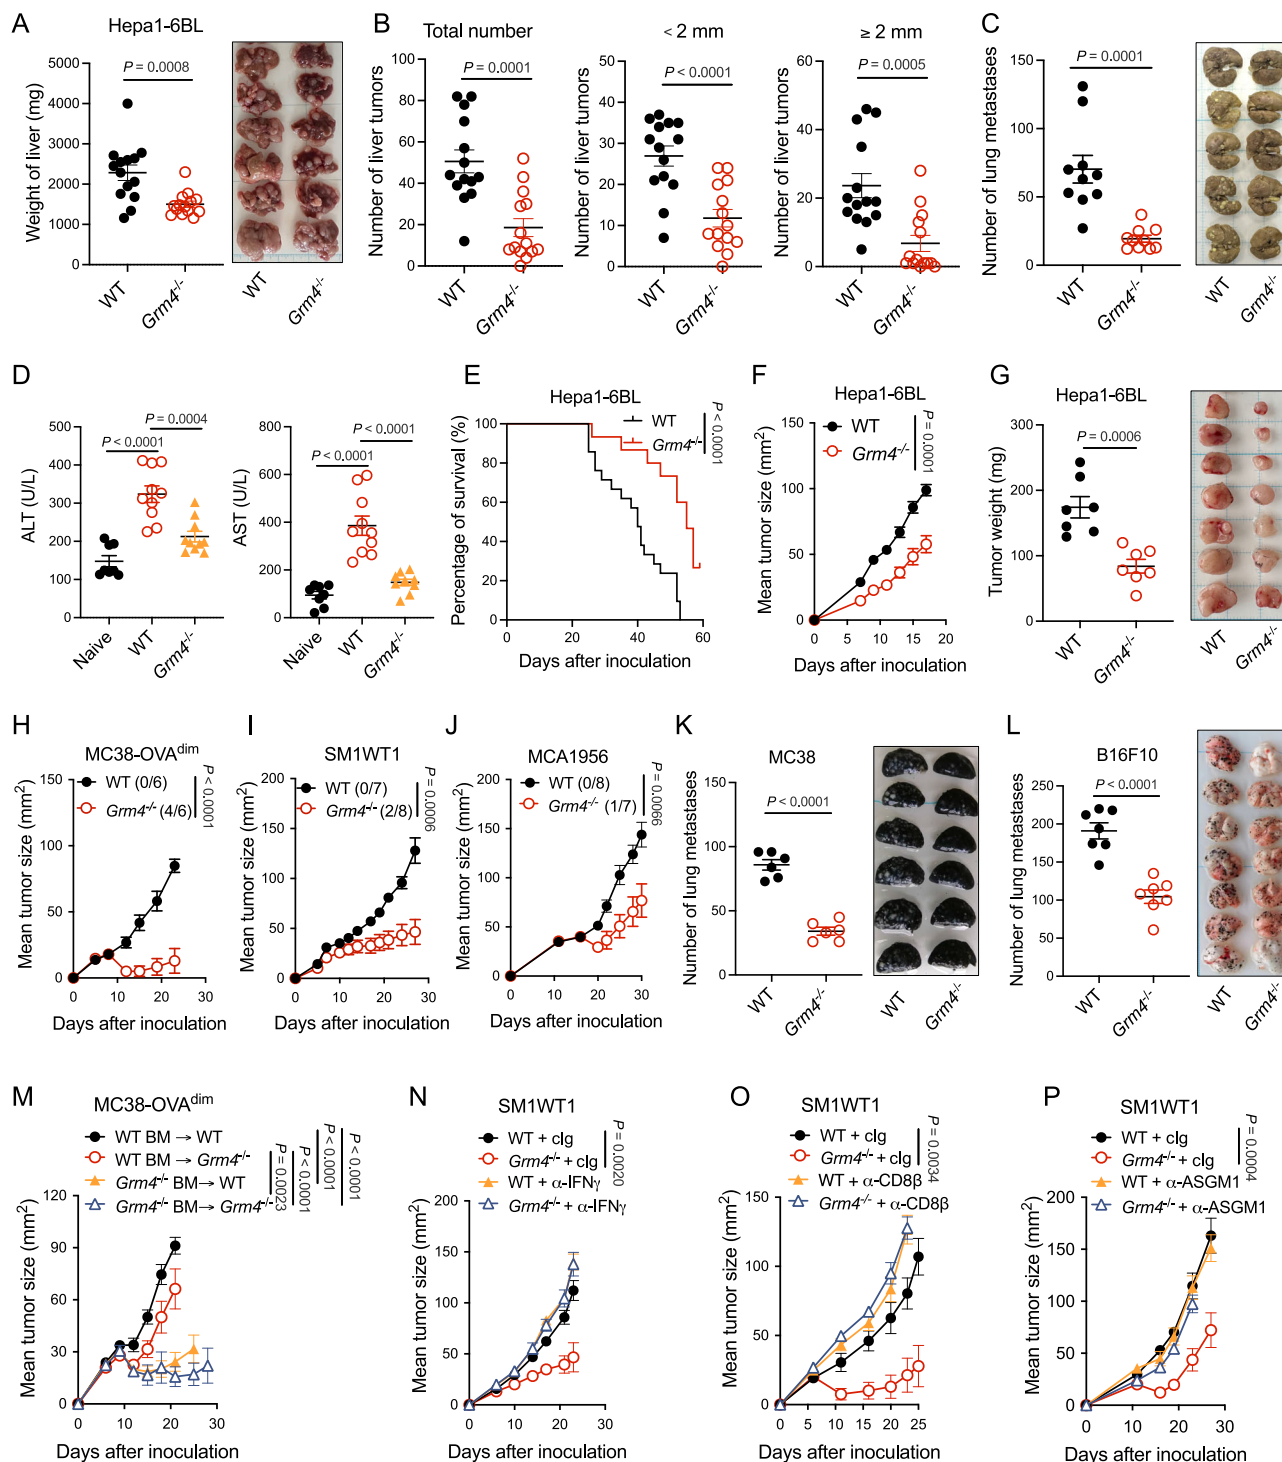 A
Hepa1-6BL
P = 0.0008
Weight of liver (mg)
5000
4000
3000
2000
1000
0
WT
Grm4-/-
WT
Grm4-/-
B
Total number
P = 0.0001
Number of liver tumors
100
80
60
40
20
0
WT
Grm4-/-
< 2 mm
P < 0.0001
Number of liver tumors
50
40
30
20
10
0
WT
Grm4-/-
≥ 2 mm
P = 0.0005
Number of liver tumors
60
40
20
0
WT
Grm4-/-
C
P = 0.0001
Number of lung metastases
150
100
50
0
WT
Grm4-/-
WT
Grm4-/-
D
P = 0.0004
P < 0.0001
ALT (U/L)
500
400
300
200
100
0
Naive
WT
Grm4-/-
P < 0.0001
P < 0.0001
AST (U/L)
800
600
400
200
0
Naive
WT
Grm4-/-
E
Hepa1-6BL
WT
Grm4-/-
P < 0.0001
Percentage of survival (%)
100
80
60
40
20
0
0 20 40 60
Days after inoculation
F
Hepa1-6BL
WT
Grm4-/-
P = 0.0001
Mean tumor size (mm2)
150
100
50
0
0 5 10 15 20
Days after inoculation
G
Hepa1-6BL
P = 0.0006
Tumor weight (mg)
300
200
100
0
WT
Grm4-/-
WT
Grm4-/-
H
MC38-OVAdim
WT (0/6)
Grm4-/- (4/6)
P < 0.0001
Mean tumor size (mm2)
150
100
50
0
0 10 20 30
Days after inoculation
I
SM1WT1
WT (0/7)
Grm4-/- (2/8)
P = 0.0006
Mean tumor size (mm2)
200
150
100
50
0
0 10 20 30
Days after inoculation
J
MCA1956
WT (0/8)
Grm4-/- (1/7)
P = 0.0066
Mean tumor size (mm2)
200
150
100
50
0
0 10 20 30
Days after inoculation
K
MC38
P < 0.0001
Number of lung metastases
150
100
50
0
WT
Grm4-/-
WT
Grm4-/-
L
B16F10
P < 0.0001
Number of lung metastases
250
200
150
100
50
0
WT
Grm4-/-
WT
Grm4-/-
M
MC38-OVAdim
WT BM → WT
WT BM → Grm4-/-
Grm4-/- BM → WT
Grm4-/- BM → Grm4-/-
P = 0.0023
P < 0.0001
P < 0.0001
P < 0.0001
Mean tumor size (mm2)
120
90
60
30
0
0 10 20 30
Days after inoculation
N
SM1WT1
WT + cIg
Grm4-/- + cIg
WT + α-IFNγ
Grm4-/- + α-IFNγ
P = 0.0020
Mean tumor size (mm2)
200
150
100
50
0
0 10 20 30
Days after inoculation
O
SM1WT1
WT + cIg
Grm4-/- + cIg
WT + α-CD8β
Grm4-/- + α-CD8β
P = 0.0034
Mean tumor size (mm2)
150
100
50
0
0 5 10 15 20 25
Days after inoculation
P
SM1WT1
WT + cIg
Grm4-/- + cIg
WT + α-ASGM1
Grm4-/- + α-ASGM1
P = 0.0004
Mean tumor size (mm2)
200
150
100
50
0
0 10 20 30
Days after inoculation